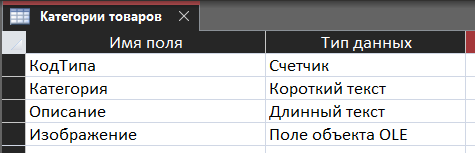 Категории товаров
Имя поля Тип данных
КодТипа Счетчик
Категория Короткий текст
Описание Длинный текст
Изображение Поле объекта OLE